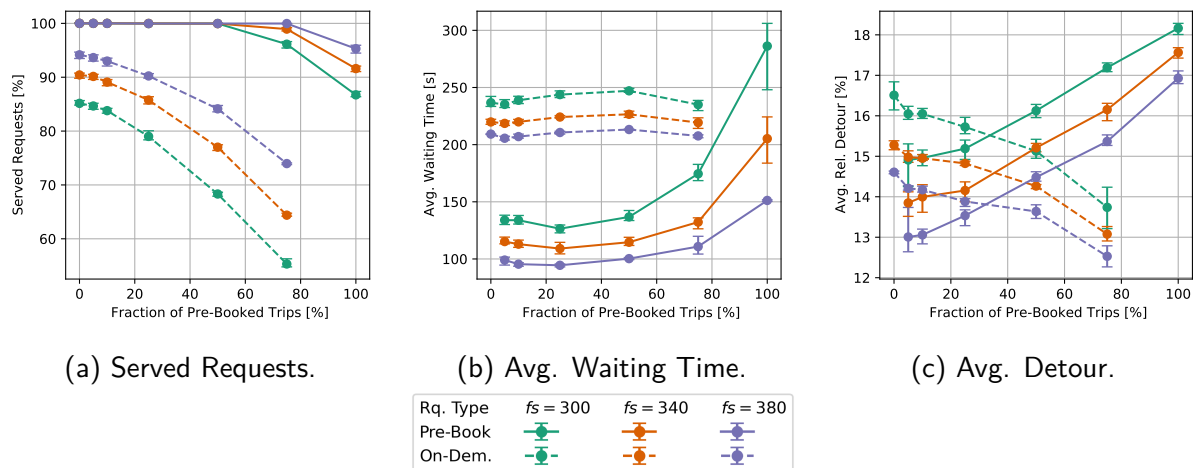 100
90
80
70
60
Served Requests [%]
0 20 40 60 80 100
Fraction of Pre-Booked Trips [%]
(a) Served Requests.
300
250
200
150
100
Avg. Waiting Time [s]
0 20 40 60 80 100
Fraction of Pre-Booked Trips [%]
(b) Avg. Waiting Time.
18
17
16
15
14
13
12
Avg. Rel. Detour [%]
0 20 40 60 80 100
Fraction of Pre-Booked Trips [%]
(c) Avg. Detour.
Rq. Type fs = 300 fs = 340 fs = 380
Pre-Book
On-Dem.